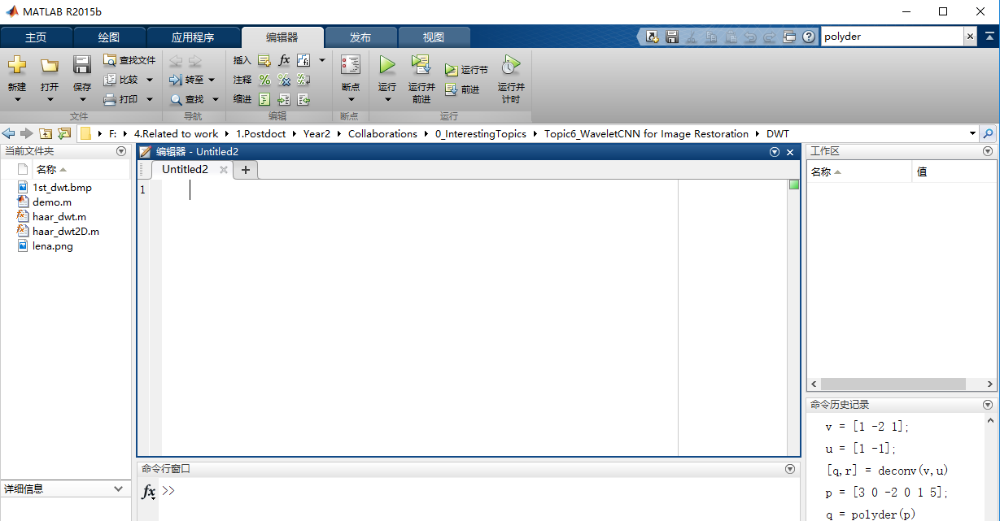 MATLAB R2015b
主页 绘图 应用程序 编辑器 发布 视图 polyder
新建 打开 保存 查找文件 比较 打印
转至 查找
插入 fx
注释
缩进
断点
运行 运行并前进 运行节 前进 运行并计时
文件 导航 编辑 断点 运行
F: 4.Related to work 1.Postdoct Year2 Collaborations 0_InterestingTopics Topic6_WaveletCNN for Image Restoration DWT
当前文件夹
名称
1st_dwt.bmp
demo.m
haar_dwt.m
haar_dwt2D.m
lena.png
详细信息
编辑器 - Untitled2
Untitled2 +
1
命令行窗口
fx >>
工作区
名称 值
命令历史记录
v = [1 -2 1];
u = [1 -1];
[q,r] = deconv(v,u)
p = [3 0 -2 0 1 5];
q = polyder(p)